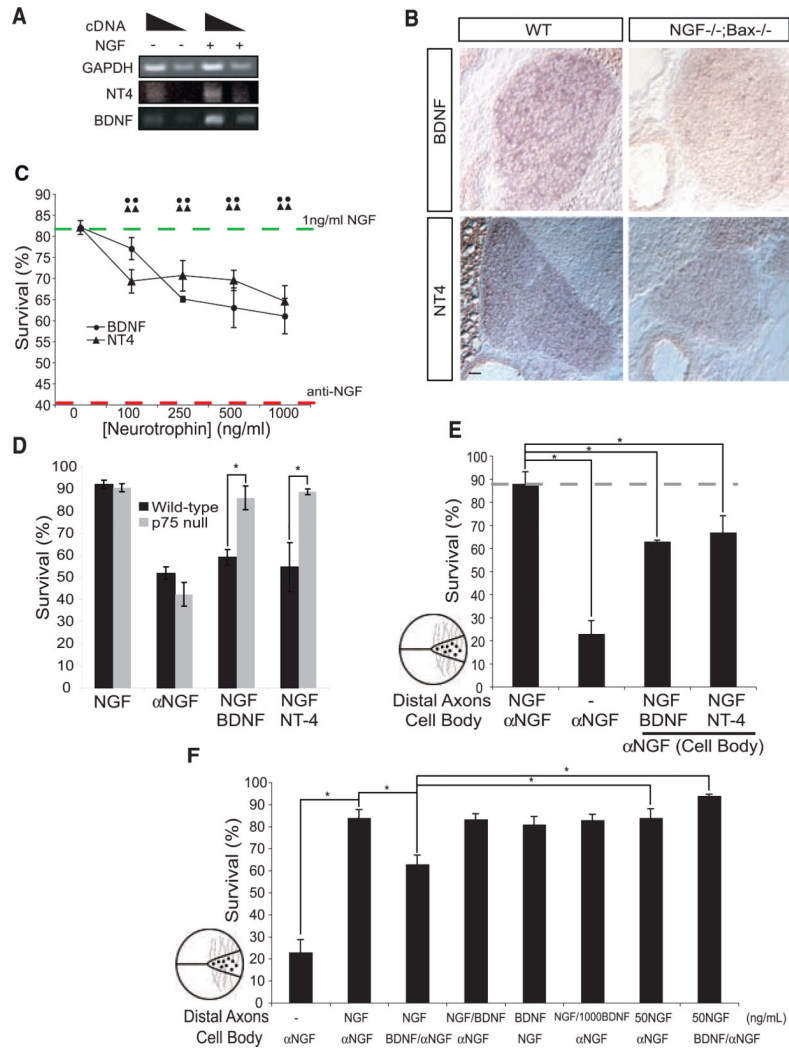 A
cDNA
NGF - - + +
GAPDH
NT4
BDNF
B
WT NGF-/-;Bax-/-
BDNF
NT4
C
Survival (%)
90
85
80
75
70
65
60
55
50
45
40
1ng/ml NGF
BDNF
NT4
anti-NGF
0 100 250 500 1000
[Neurotrophin] (ng/ml)
D
Survival (%)
100
90
80
70
60
50
40
30
20
10
0
* *
Wild-type
p75 null
NGF αNGF NGF NGF
BDNF NT-4
E
Survival (%)
100
90
80
70
60
50
40
30
20
10
0
*
*
*
Distal Axons NGF - NGF NGF
Cell Body αNGF αNGF BDNF NT-4
αNGF (Cell Body)
F
Survival (%)
100
90
80
70
60
50
40
30
20
10
0
*
*
* *
Distal Axons - NGF NGF NGF/BDNF BDNF NGF/1000BDNF 50NGF 50NGF (ng/mL)
Cell Body αNGF αNGF BDNF/αNGF αNGF NGF αNGF αNGF BDNF/αNGF